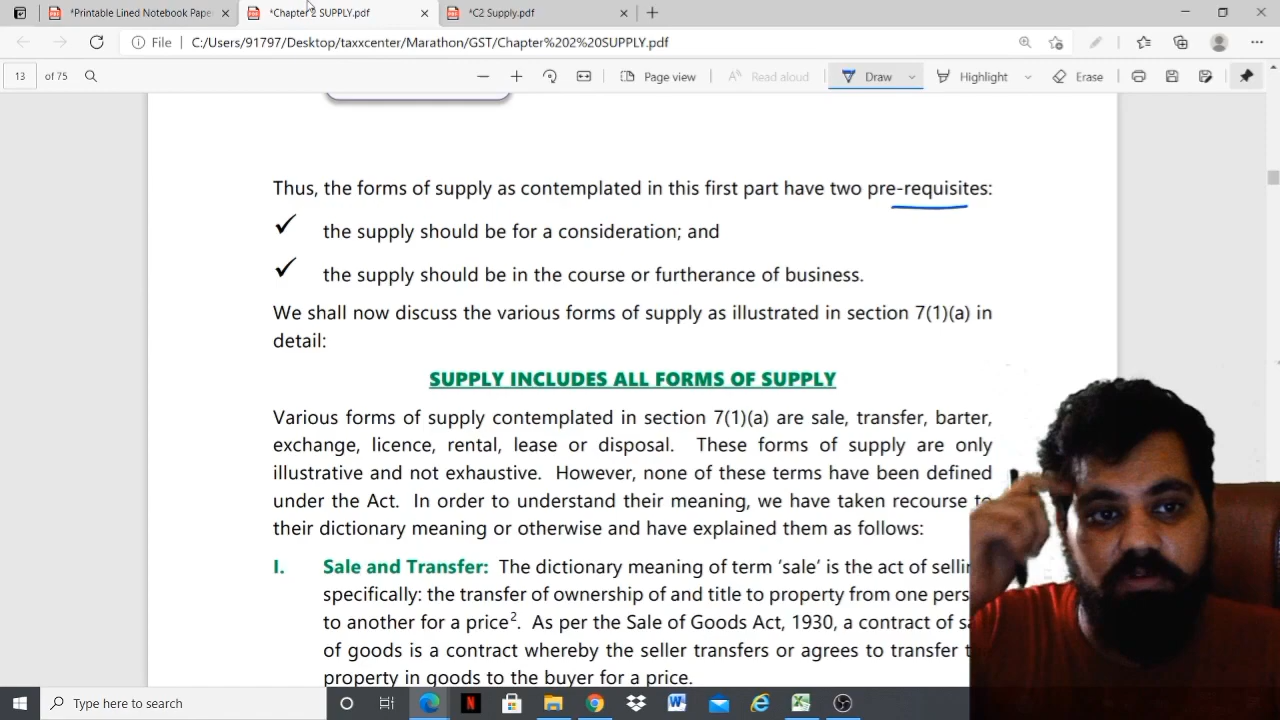 *Printable Lined Notebook Pape
*Chapter 2 SUPPLY.pdf
*C2 Supply.pdf
File
C:/Users/91797/Desktop/taxxcenter/Marathon/GST/Chapter%202%20SUPPLY.pdf
13 of 75
Page view
Read aloud
Draw
Highlight
Erase
Thus, the forms of supply as contemplated in this first part have two pre-requisites:
✓ the supply should be for a consideration; and
✓ the supply should be in the course or furtherance of business.
We shall now discuss the various forms of supply as illustrated in section 7(1)(a) in
detail:
SUPPLY INCLUDES ALL FORMS OF SUPPLY
Various forms of supply contemplated in section 7(1)(a) are sale, transfer, barter,
exchange, licence, rental, lease or disposal. These forms of supply are only
illustrative and not exhaustive. However, none of these terms have been defined
under the Act. In order to understand their meaning, we have taken recourse to
their dictionary meaning or otherwise and have explained them as follows:
I. Sale and Transfer: The dictionary meaning of term 'sale' is the act of sellin
specifically: the transfer of ownership of and title to property from one pers
to another for a price2. As per the Sale of Goods Act, 1930, a contract of sa
of goods is a contract whereby the seller transfers or agrees to transfer t
property in goods to the buyer for a price.
Type here to search